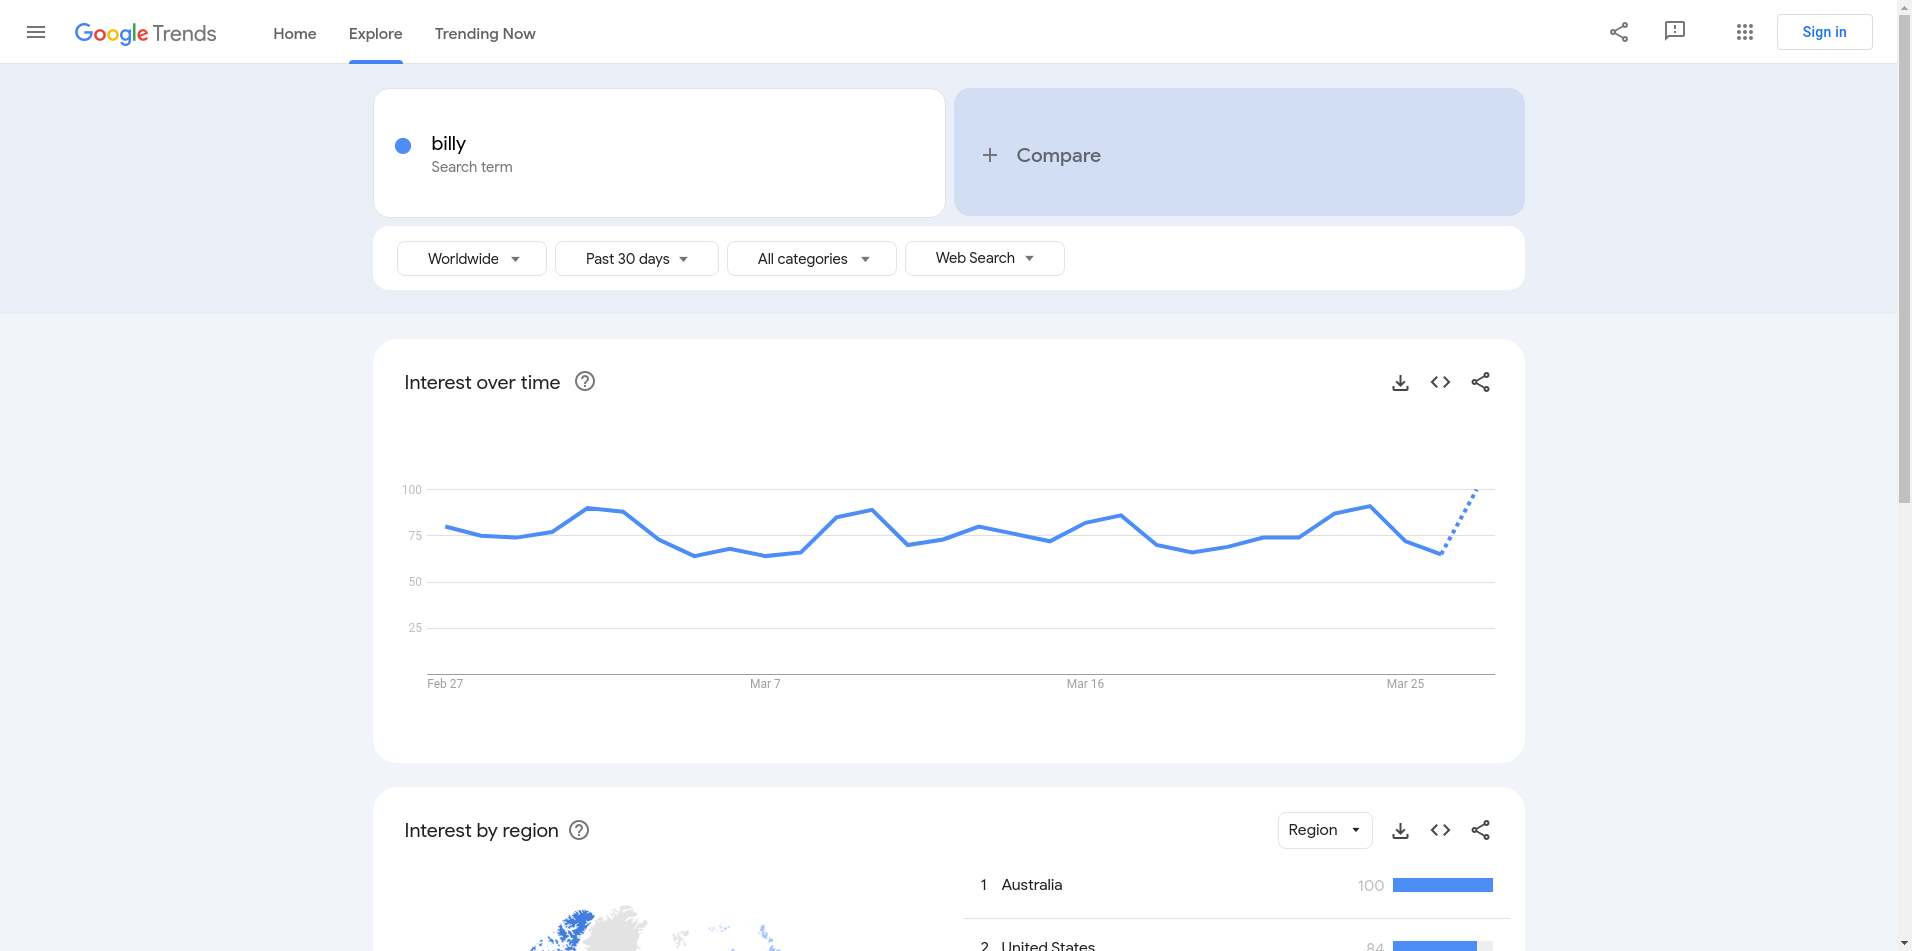 Google Trends
Home
Explore
Trending Now
Sign in
billy
Search term
Compare
Worldwide
Past 30 days
All categories
Web Search
Interest over time
100
75
50
25
Feb 27
Mar 7
Mar 16
Mar 25
Interest by region
Region
1 Australia 100
2 United States 84